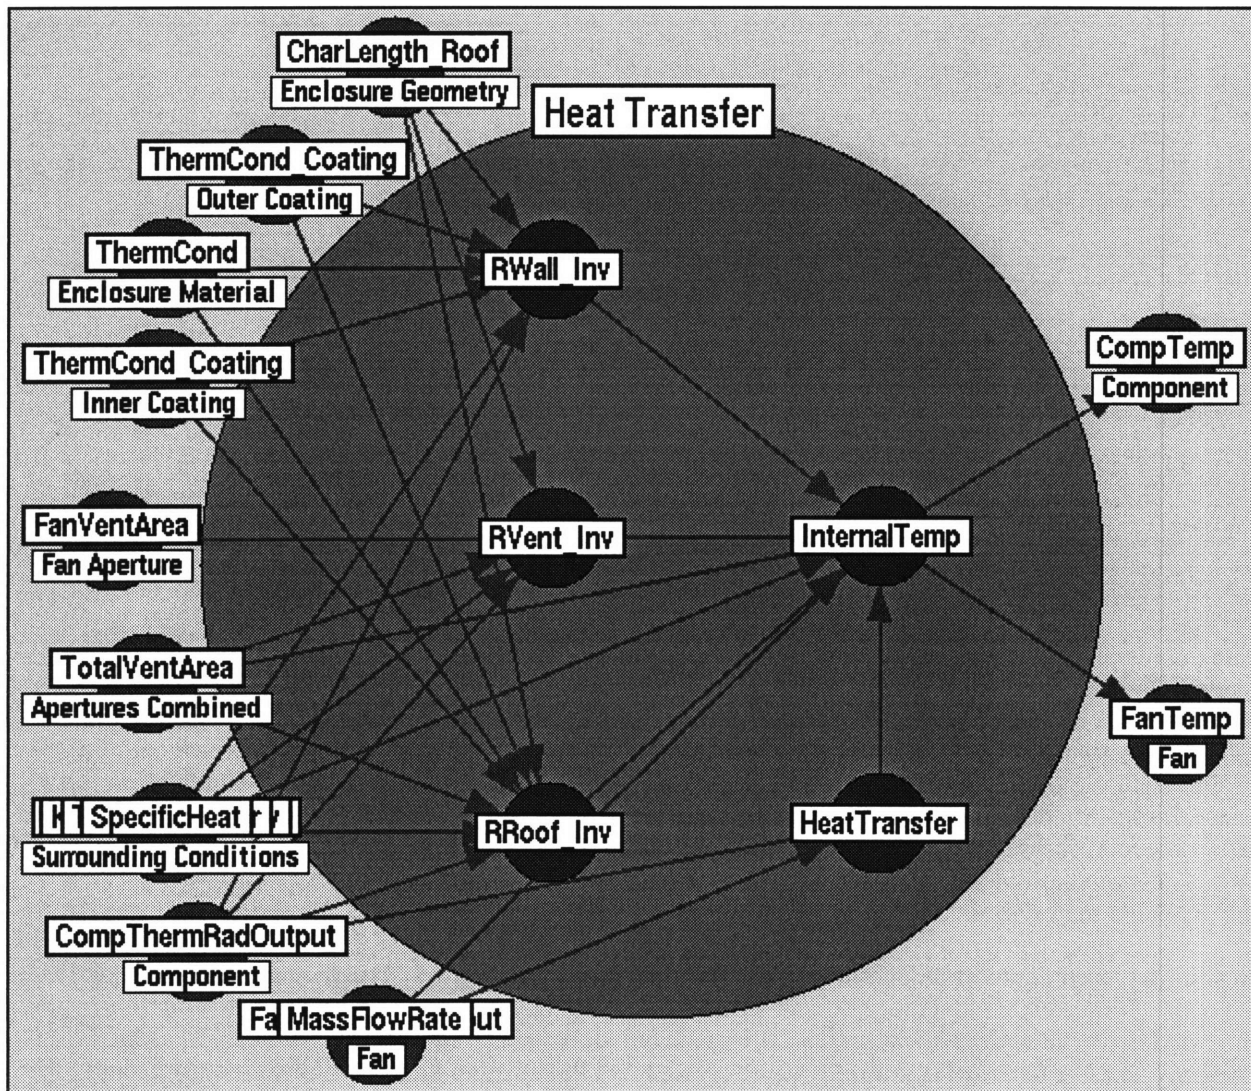 CharLength_Roof
Enclosure Geometry
Heat Transfer
ThermCond_Coating
Outer Coating
ThermCond
Enclosure Material
RWall_Inv
ThermCond_Coating
Inner Coating
CompTemp
Component
FanVentArea
Fan Aperture
RVent_Inv
InternalTemp
TotalVentArea
Apertures Combined
FanTemp
Fan
SpecificHeat
Surrounding Conditions
RRoof_Inv
HeatTransfer
CompThermRadOutput
Component
MassFlowRate
Fan